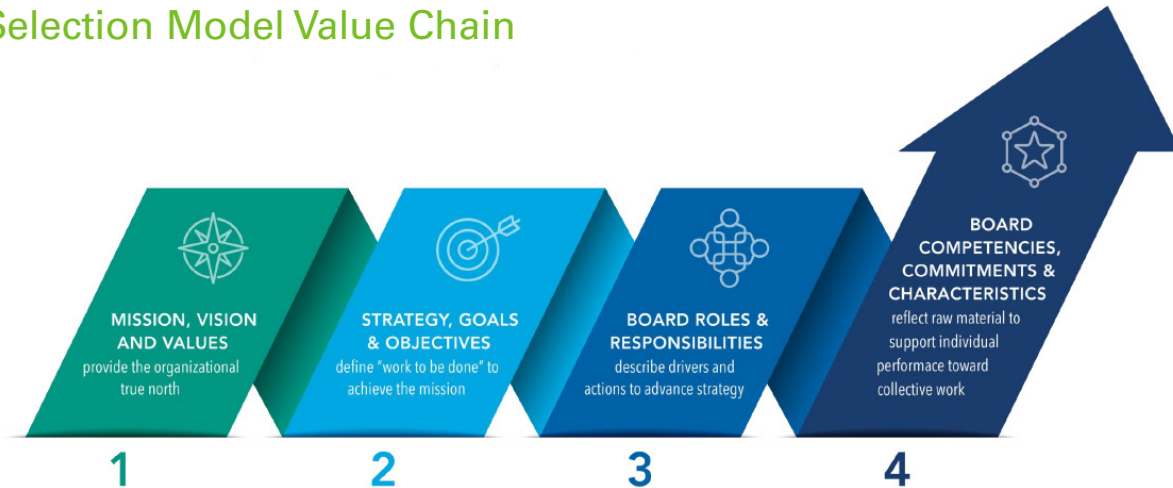 Selection Model Value Chain
MISSION, VISION
AND VALUES
provide the organizational
true north
1
STRATEGY, GOALS
& OBJECTIVES
define “work to be done” to
achieve the mission
2
BOARD ROLES &
RESPONSIBILITIES
describe drivers and
actions to advance strategy
3
BOARD
COMPETENCIES,
COMMITMENTS &
CHARACTERISTICS
reflect raw material to
support individual
performace toward
collective work
4